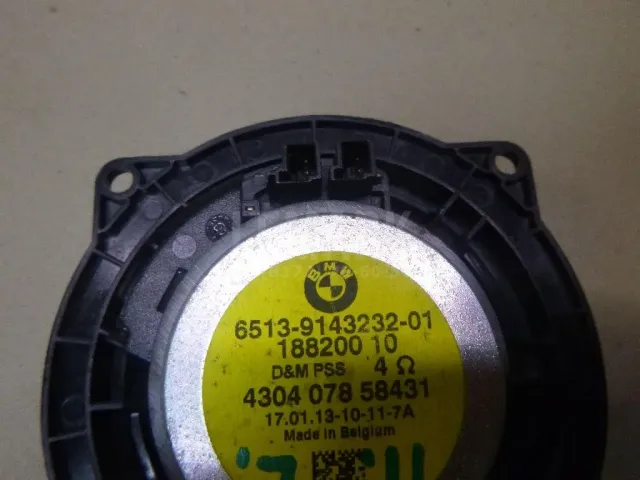 BMW
6513-9143232-01
188200 10
D&M PSS 4 Ω
4304 078 58431
17.01.13-10-11-7A
Made in Belgium